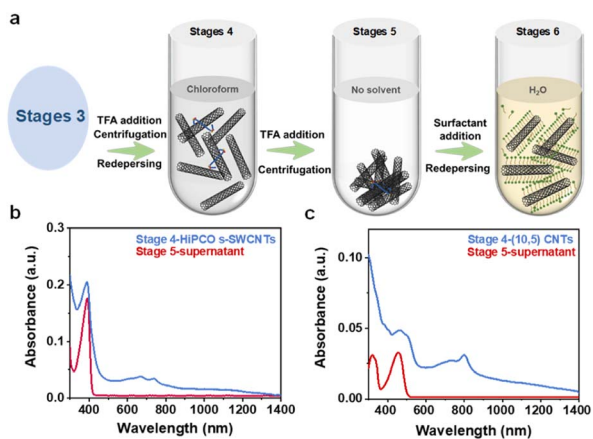 a
Stages 4
Stages 5
Stages 6
Chloroform
No solvent
H₂O
Stages 3
TFA addition
Centrifugation
Redepersing
TFA addition
Centrifugation
Surfactant
addition
Redepersing
b
0.3
0.2
0.1
0.0
Absorbance (a.u.)
Stage 4-HiPCO s-SWCNTs
Stage 5-supernatant
400 600 800 1000 1200 1400
Wavelength (nm)
c
0.10
0.05
0.00
Absorbance (a.u.)
Stage 4-(10,5) CNTs
Stage 5-supernatant
400 600 800 1000 1200 1400
Wavelength (nm)